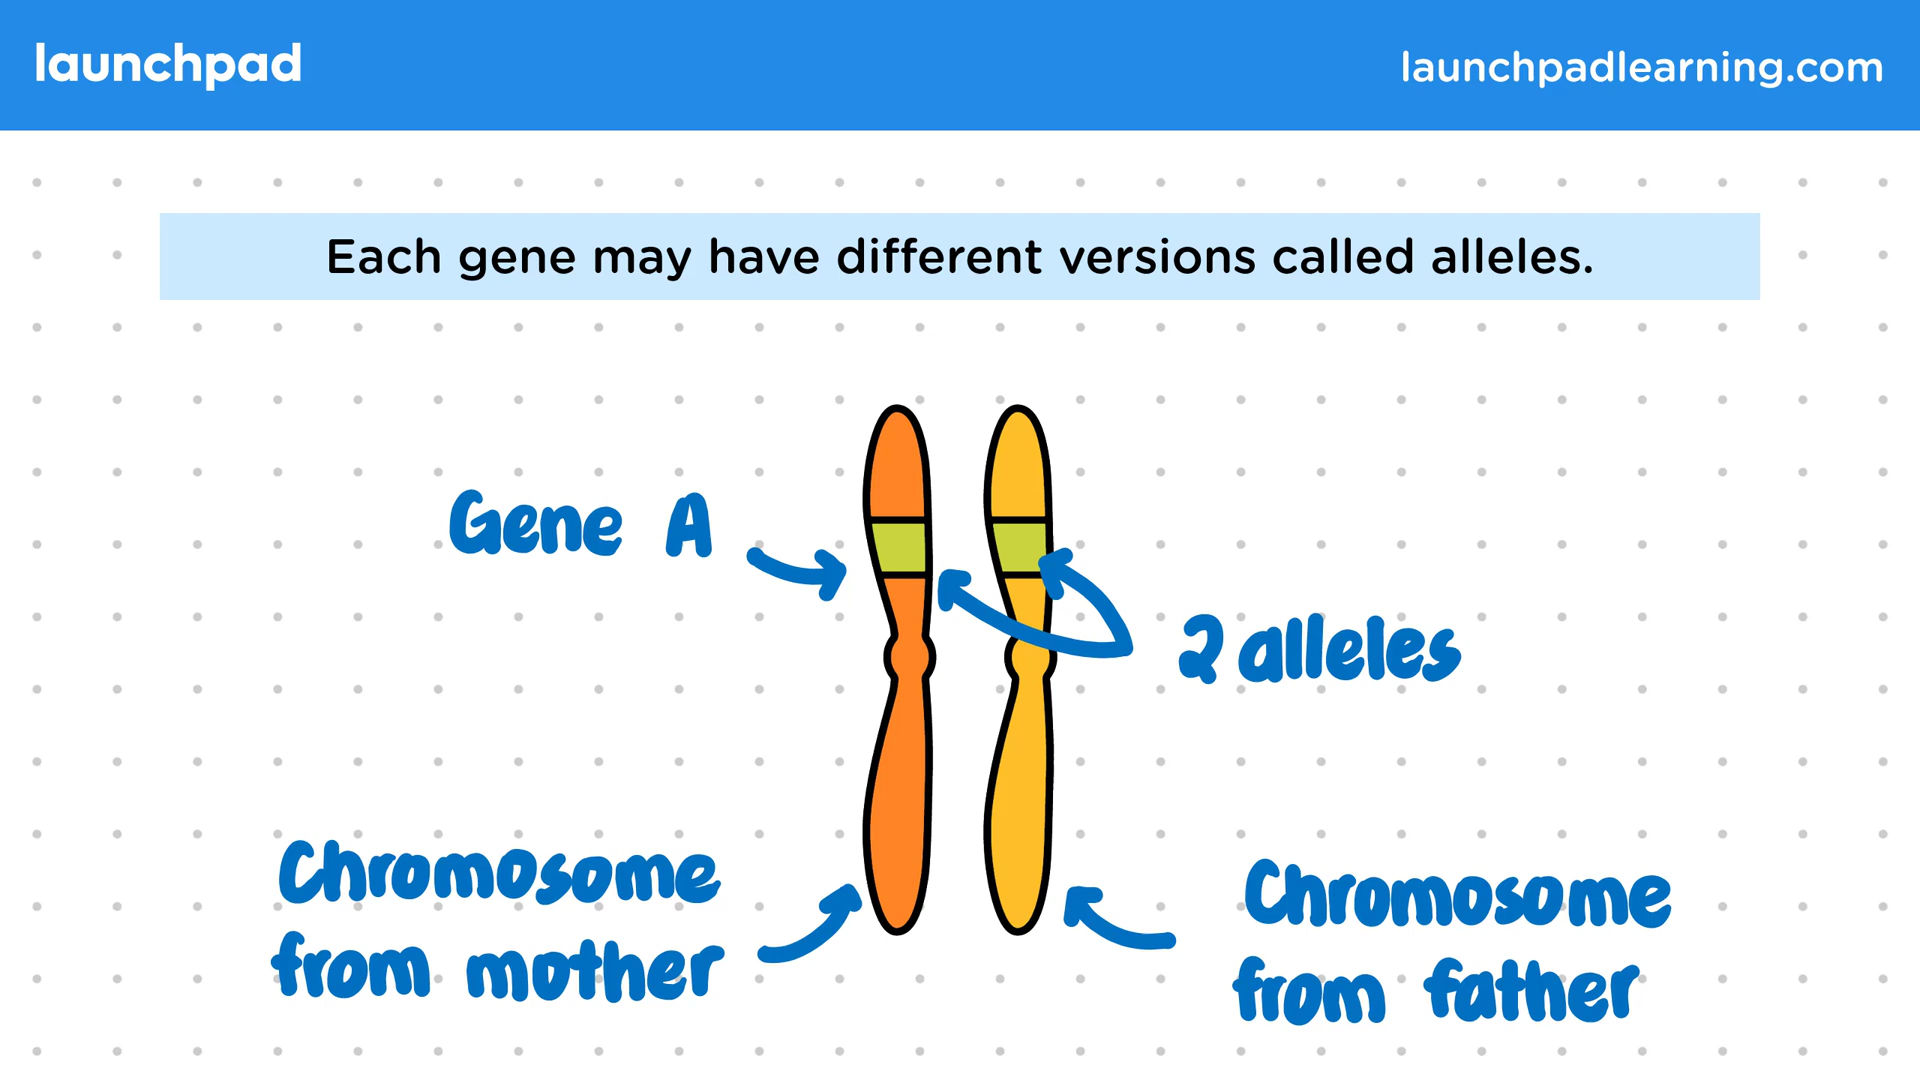 launchpad
launchpadlearning.com
Each gene may have different versions called alleles.
Gene A
2 alleles
Chromosome
from mother
Chromosome
from father